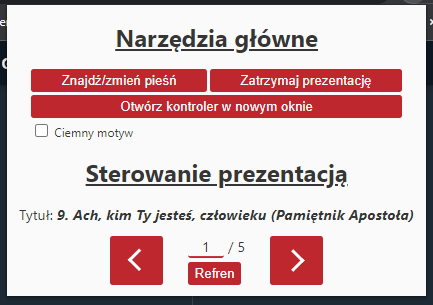 Narzędzia główne
Znajdź/zmień pieśń Zatrzymaj prezentację
Otwórz kontroler w nowym oknie
Ciemny motyw
Sterowanie prezentacją
Tytuł: 9. Ach, kim Ty jesteś, człowieku (Pamiętnik Apostoła)
1 / 5
Refren